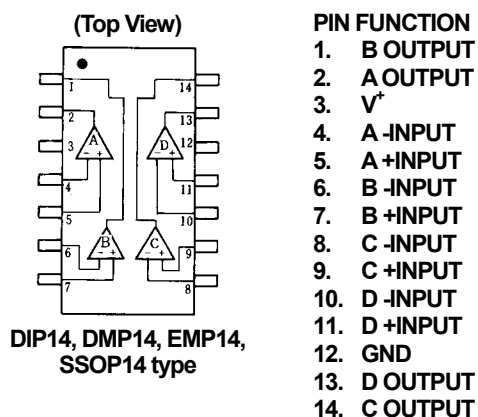 (Top View)
1
2
3
4
5
6
7
14
13
12
11
10
9
8
A
- +
D
- +
B
- +
C
- +
DIP14, DMP14, EMP14,
SSOP14 type
PIN FUNCTION
1. B OUTPUT
2. A OUTPUT
3. V+
4. A -INPUT
5. A +INPUT
6. B -INPUT
7. B +INPUT
8. C -INPUT
9. C +INPUT
10. D -INPUT
11. D +INPUT
12. GND
13. D OUTPUT
14. C OUTPUT